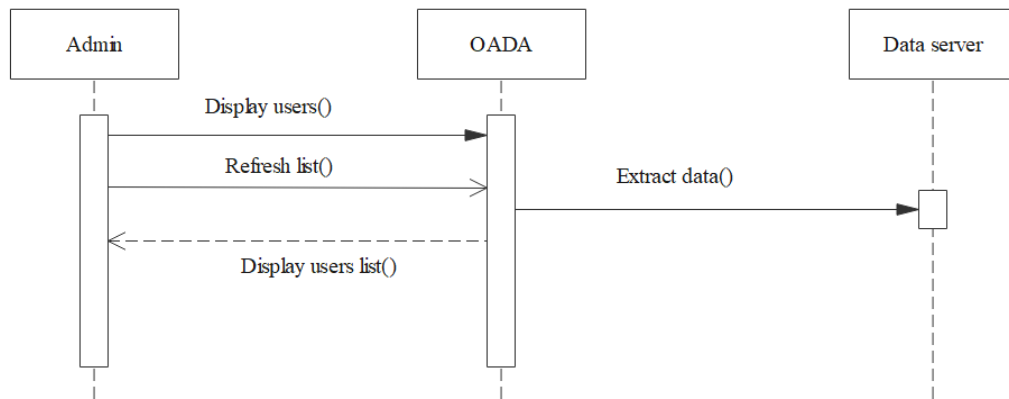 Admin
OADA
Data server
Display users()
Refresh list()
Extract data()
Display users list()